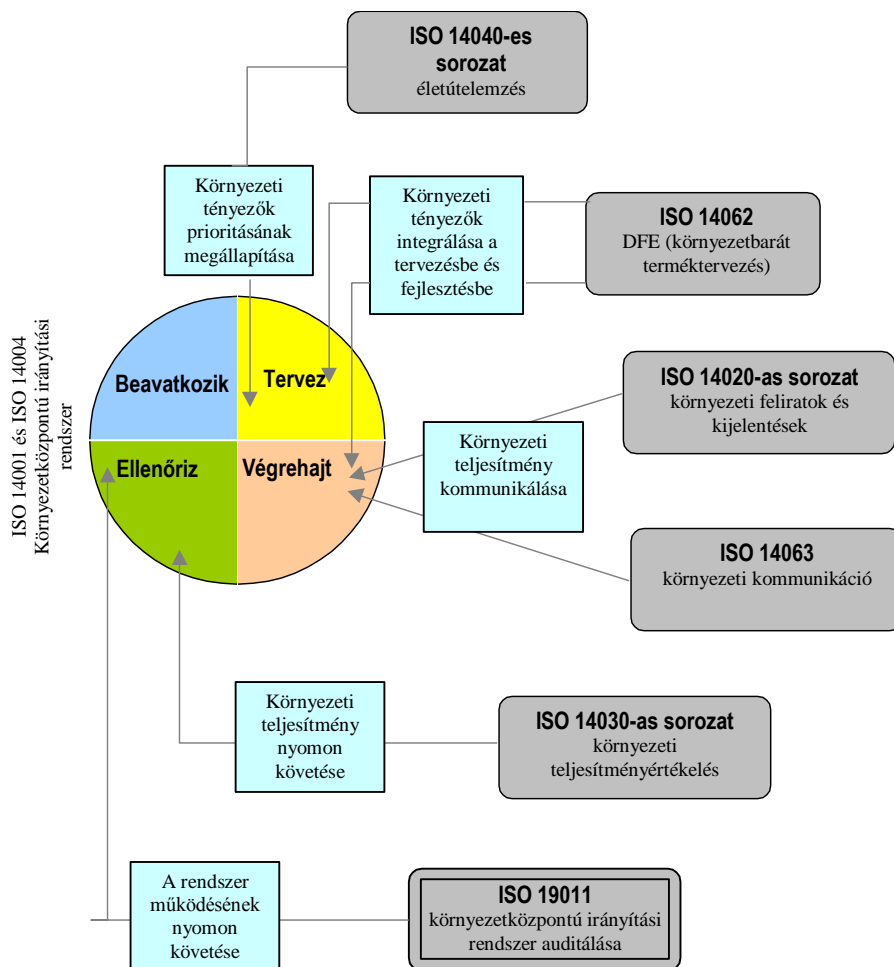 ISO 14040-es
sorozat
életútelemzés
Környezeti
tényezők
prioritásának
megállapítása
Környezeti
tényezők
integrálása a
tervezésbe és
fejlesztésbe
ISO 14062
DFE (környezetbarát
terméktervezés)
ISO 14001 és ISO 14004
Környezetközpontú irányítási
rendszer
Beavatkozik
Tervez
Ellenőriz
Végrehajt
ISO 14020-as sorozat
környezeti feliratok és
kijelentések
Környezeti
teljesítmény
kommunikálása
ISO 14063
környezeti kommunikáció
Környezeti
teljesítmény
nyomon
követése
ISO 14030-as sorozat
környezeti
teljesítményértékelés
A rendszer
működésének
nyomon
követése
ISO 19011
környezetközpontú irányítási
rendszer auditálása